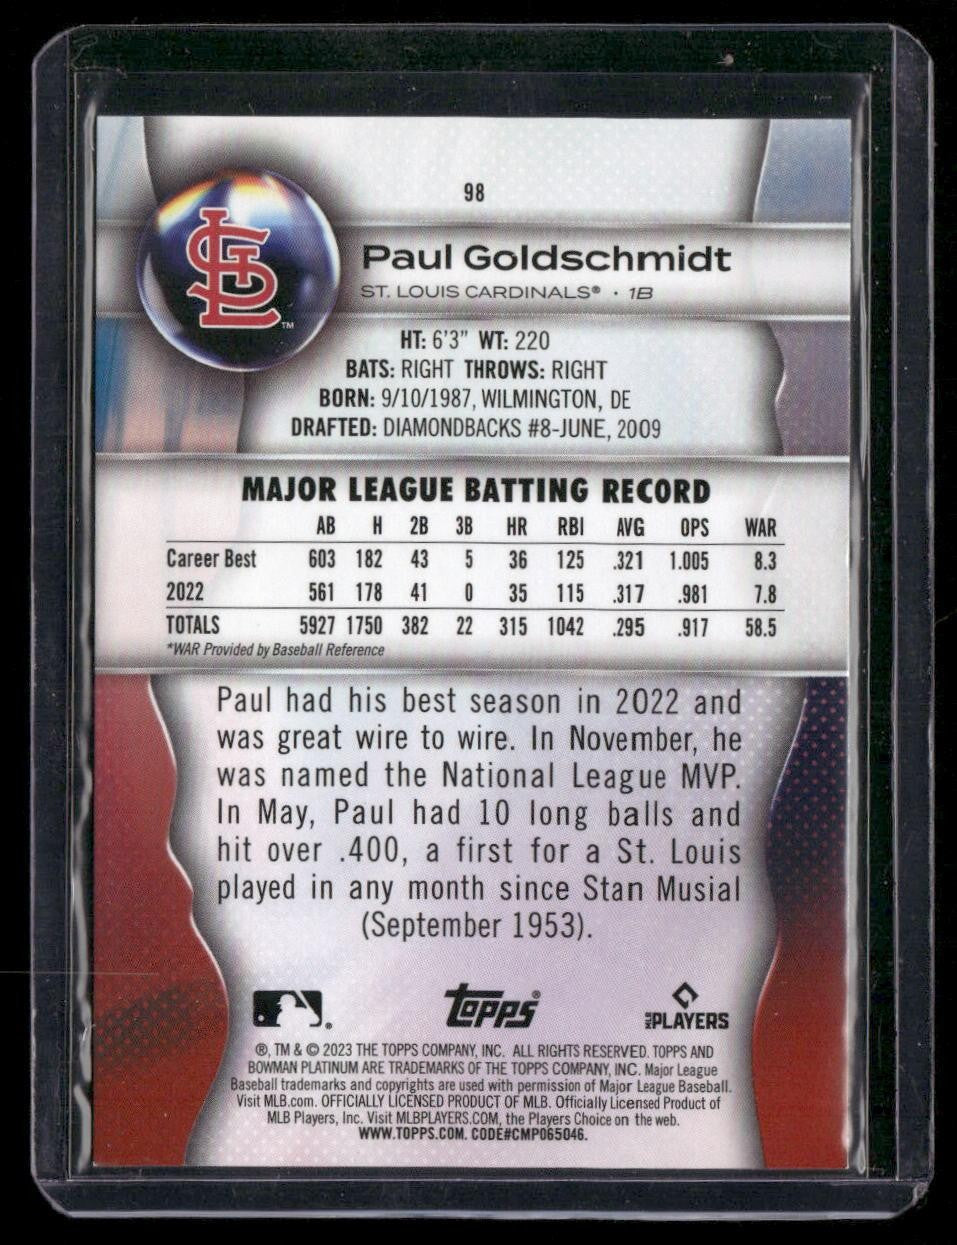 98
STL ™
Paul Goldschmidt
ST. LOUIS CARDINALS® · 1B
HT: 6'3" WT: 220
BATS: RIGHT THROWS: RIGHT
BORN: 9/10/1987, WILMINGTON, DE
DRAFTED: DIAMONDBACKS #8-JUNE, 2009
MAJOR LEAGUE BATTING RECORD
AB H 2B 3B HR RBI AVG OPS WAR
Career Best 603 182 43 5 36 125 .321 1.005 8.3
2022 561 178 41 0 35 115 .317 .981 7.8
TOTALS 5927 1750 382 22 315 1042 .295 .917 58.5
*WAR Provided by Baseball Reference
Paul had his best season in 2022 and
was great wire to wire. In November, he
was named the National League MVP.
In May, Paul had 10 long balls and
hit over .400, a first for a St. Louis
played in any month since Stan Musial
(September 1953).
Topps® MLB PLAYERS
®, TM & © 2023 THE TOPPS COMPANY, INC. ALL RIGHTS RESERVED. TOPPS AND
BOWMAN PLATINUM ARE TRADEMARKS OF THE TOPPS COMPANY, INC. Major League
Baseball trademarks and copyrights are used with permission of Major League Baseball.
Visit MLB.com. OFFICIALLY LICENSED PRODUCT OF MLB. Officially Licensed Product of
MLB Players, Inc. Visit MLBPLAYERS.COM, the Players Choice on the web.
WWW.TOPPS.COM. CODE#CMP065046.